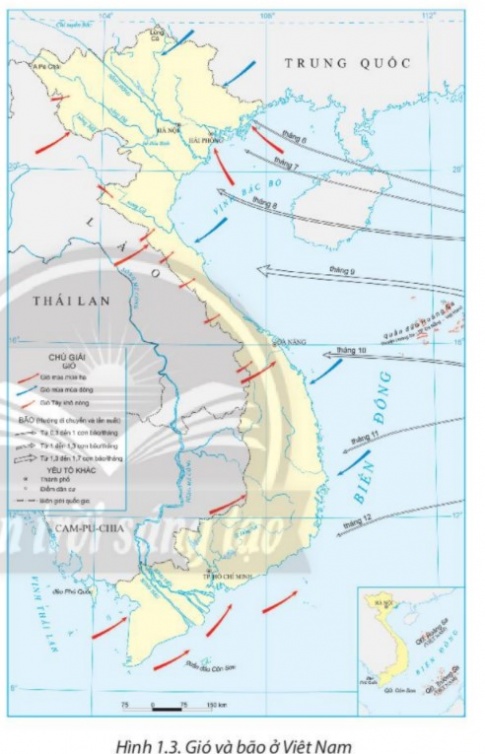 104°
108°
112°
Lũng Cú
A Pa Chải
TRUNG QUỐC
HÀ NỘI
HẢI PHÒNG
tháng 6
tháng 7
tháng 8
VỊNH BẮC BỘ
Sông Cả
LÀO
tháng 9
THÁI LAN
quần đảo Hoàng Sa
ĐÀ NẴNG
tháng 10
CHÚ GIẢI
GIÓ
Gió mùa mùa hạ
Gió mùa mùa đông
Gió Tây khô nóng
BÃO (Hướng di chuyển và tần suất)
Từ 0,3 đến 1 cơn bão/tháng
Từ 1 đến 1,3 cơn bão/tháng
Từ 1,3 đến 1,7 cơn bão/tháng
YẾU TỐ KHÁC
Thành phố
Điểm dân cư
Biên giới quốc gia
BIỂN ĐÔNG
tháng 11
tháng 12
CAM-PU-CHIA
TP HỒ CHÍ MINH
đảo Phú Quốc
VỊNH THÁI LAN
quần đảo Côn Sơn
HÀ NỘI
QĐ. Hoàng Sa
BIỂN ĐÔNG
QĐ. Trường Sa
QĐ. Côn Sơn
75 0 75 150 km
Hình 1.3. Gió và bão ở Việt Nam